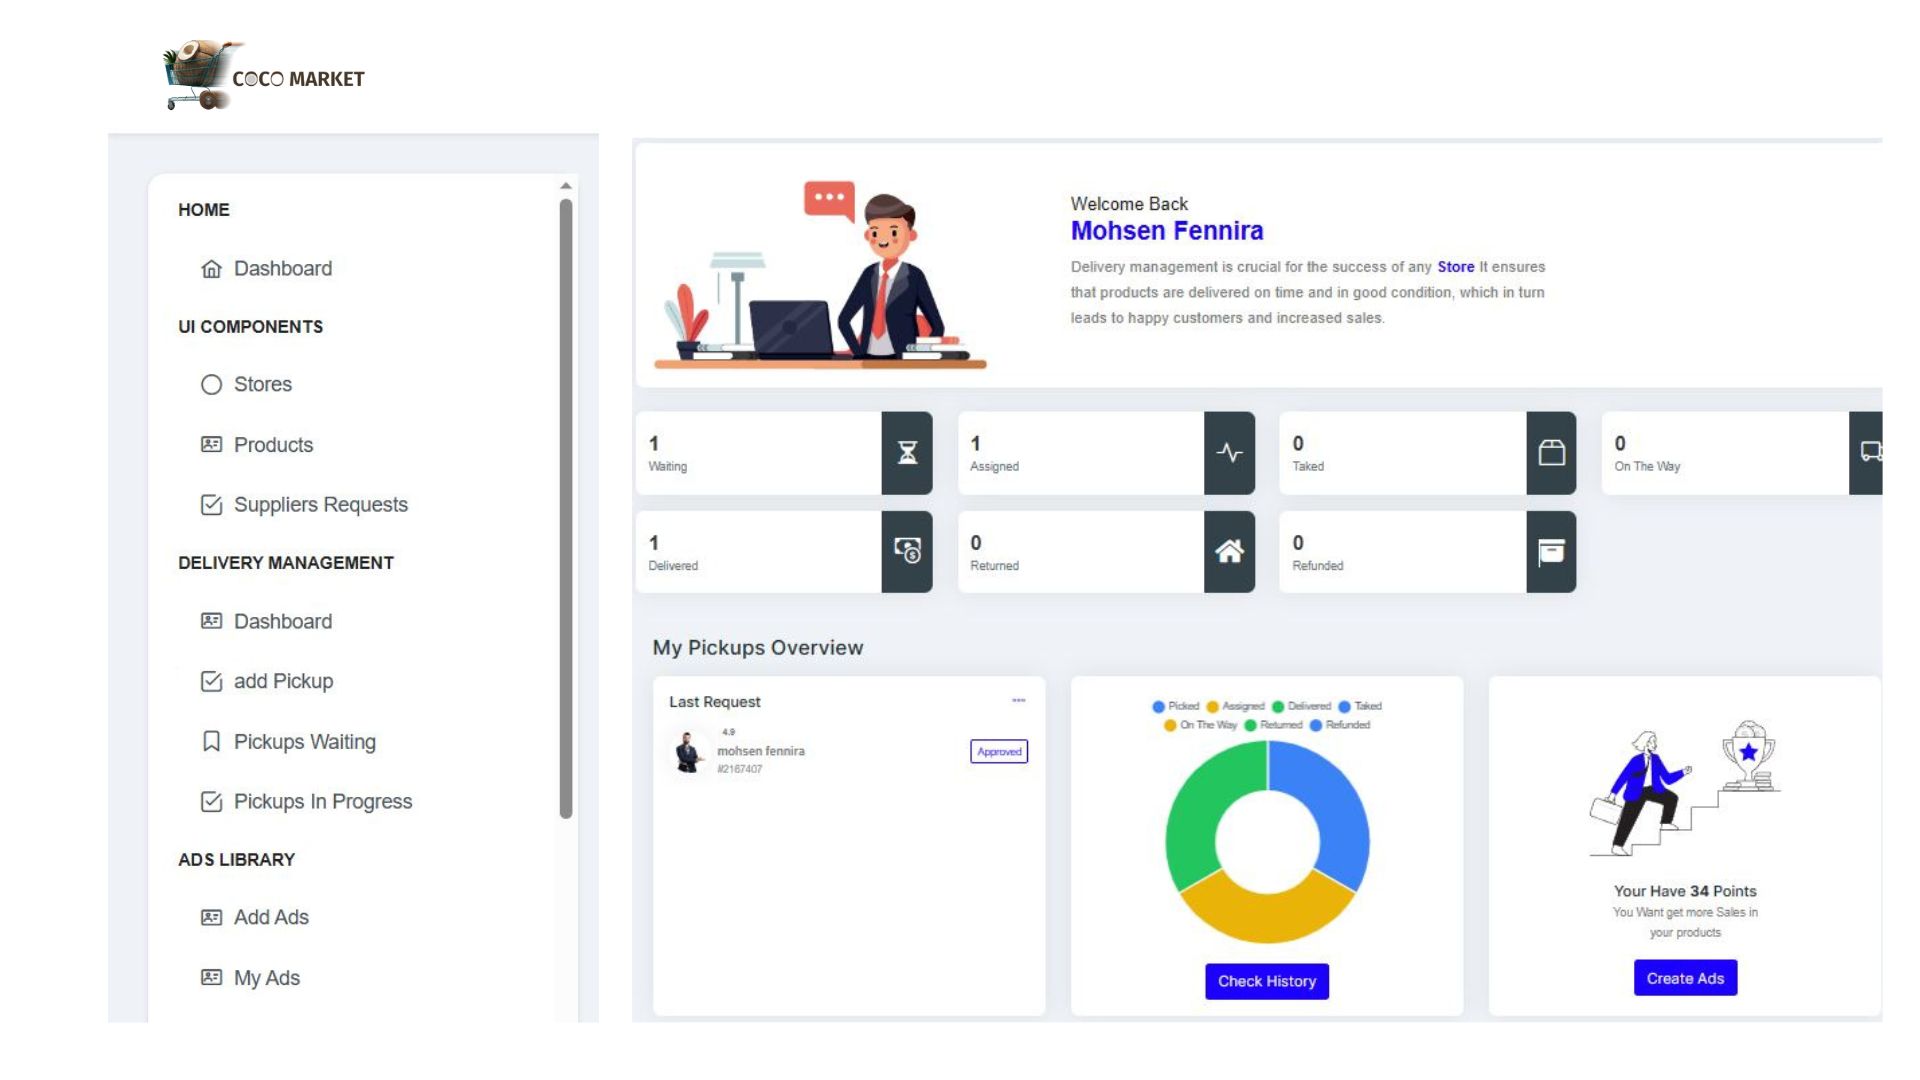 COCO MARKET
HOME
Dashboard
UI COMPONENTS
Stores
Products
Suppliers Requests
DELIVERY MANAGEMENT
Dashboard
add Pickup
Pickups Waiting
Pickups In Progress
ADS LIBRARY
Add Ads
My Ads
Welcome Back
Mohsen Fennira
Delivery management is crucial for the success of any Store It ensures
that products are delivered on time and in good condition, which in turn
leads to happy customers and increased sales.
1
Waiting
1
Assigned
0
Taked
0
On The Way
1
Delivered
0
Returned
0
Refunded
My Pickups Overview
Last Request
4.9
mohsen fennira
#2167407
Approved
Picked Assigned Delivered Taked
On The Way Returned Refunded
Check History
Your Have 34 Points
You Want get more Sales in
your products
Create Ads